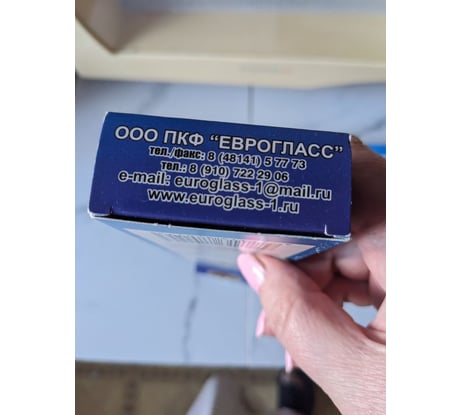 ООО ПКФ "ЕВРОГЛАСС"
тел./факс: 8 (48141) 5 77 73
тел.: 8 (910) 722 29 06
e-mail: euroglass-1@mail.ru
www.euroglass-1.ru